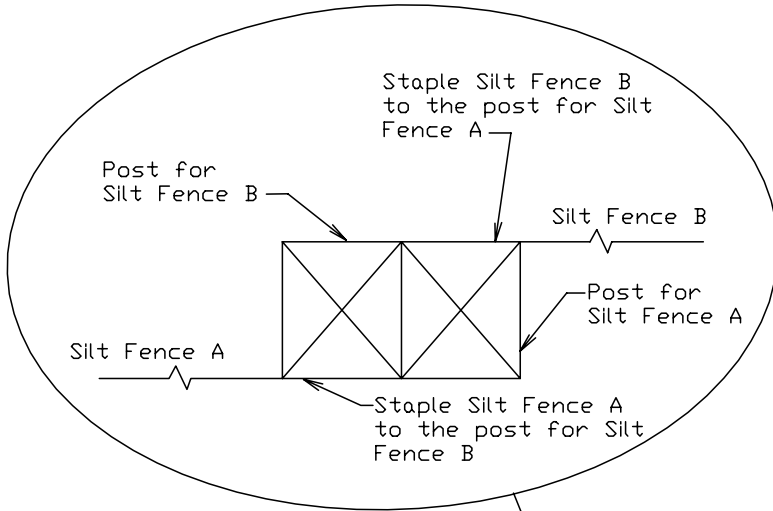 Staple Silt Fence B
to the post for Silt
Fence A
Post for
Silt Fence B
Silt Fence B
Post for
Silt Fence A
Silt Fence A
Staple Silt Fence A
to the post for Silt
Fence B